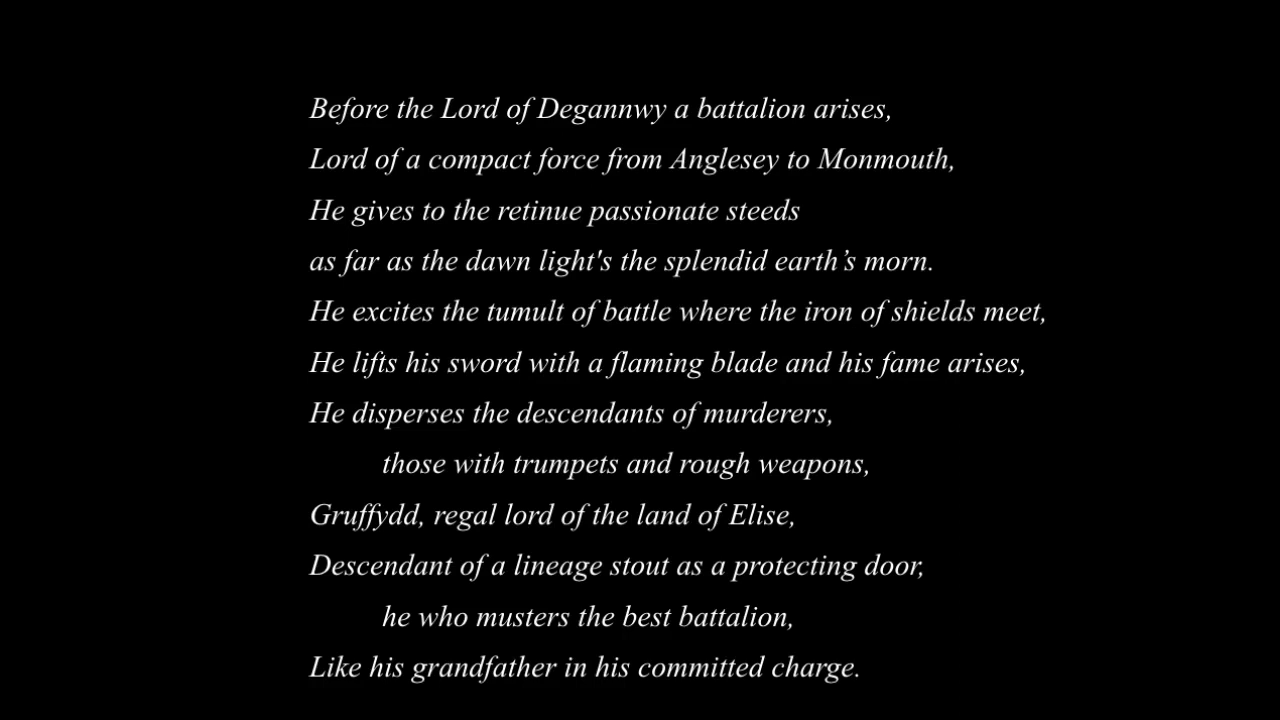 Before the Lord of Degannwy a battalion arises,
Lord of a compact force from Anglesey to Monmouth,
He gives to the retinue passionate steeds
as far as the dawn light's the splendid earth’s morn.
He excites the tumult of battle where the iron of shields meet,
He lifts his sword with a flaming blade and his fame arises,
He disperses the descendants of murderers,
those with trumpets and rough weapons,
Gruffydd, regal lord of the land of Elise,
Descendant of a lineage stout as a protecting door,
he who musters the best battalion,
Like his grandfather in his committed charge.